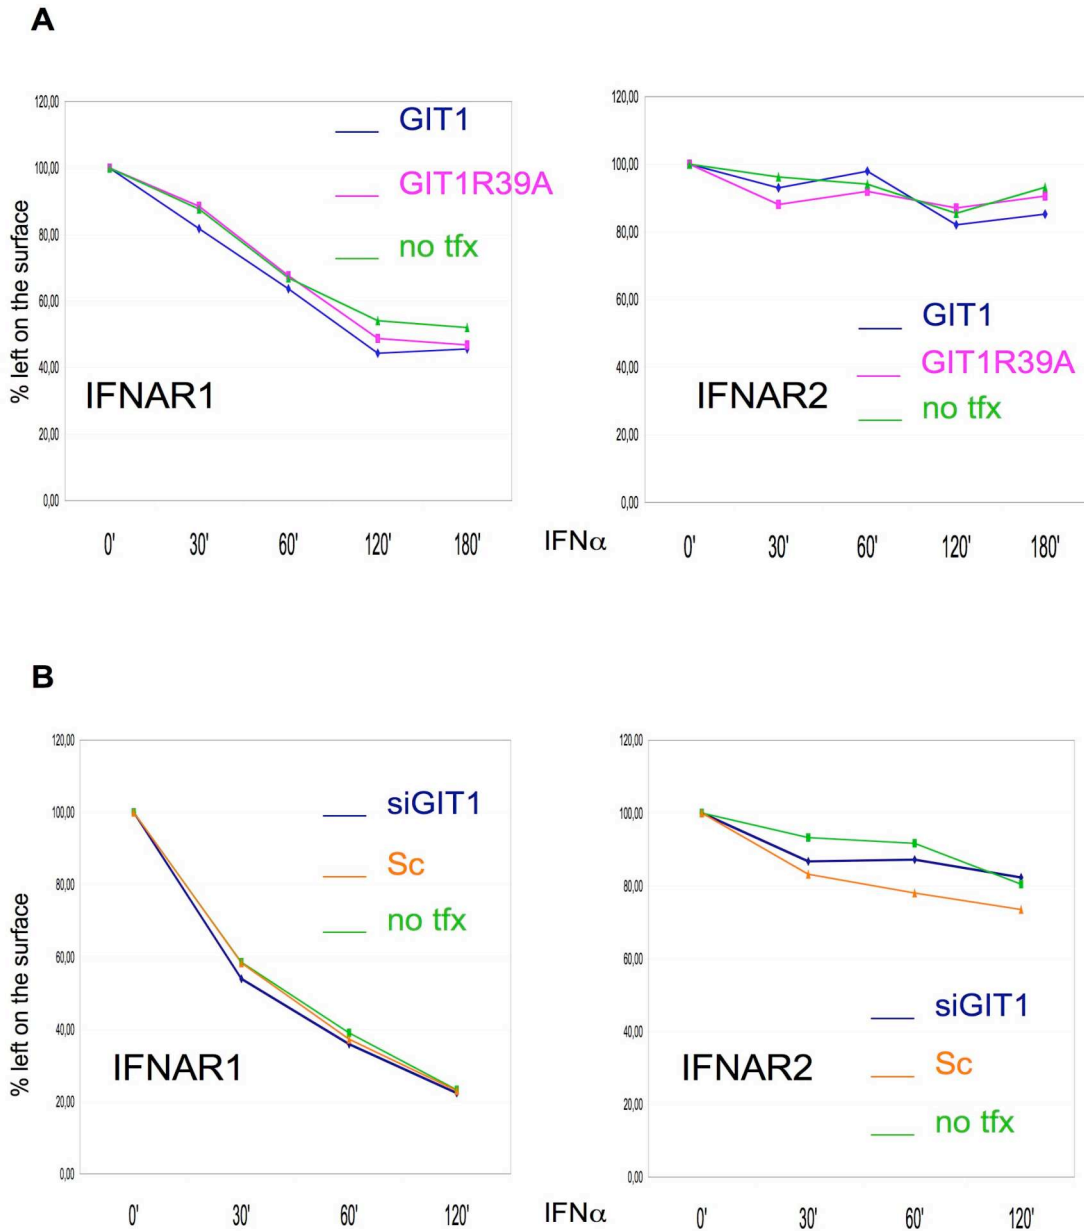 A
% left on the surface
120,00
100,00
80,00
60,00
40,00
20,00
0,00
GIT1
GIT1R39A
no tfx
IFNAR1
0' 30' 60' 120' 180'
IFNα
120,00
100,00
80,00
60,00
40,00
20,00
0,00
GIT1
GIT1R39A
no tfx
IFNAR2
0' 30' 60' 120' 180'
B
% left on the surface
120,00
100,00
80,00
60,00
40,00
20,00
0,00
siGIT1
Sc
no tfx
IFNAR1
0' 30' 60' 120'
IFNα
120,00
100,00
80,00
60,00
40,00
20,00
0,00
siGIT1
Sc
no tfx
IFNAR2
0' 30' 60' 120'